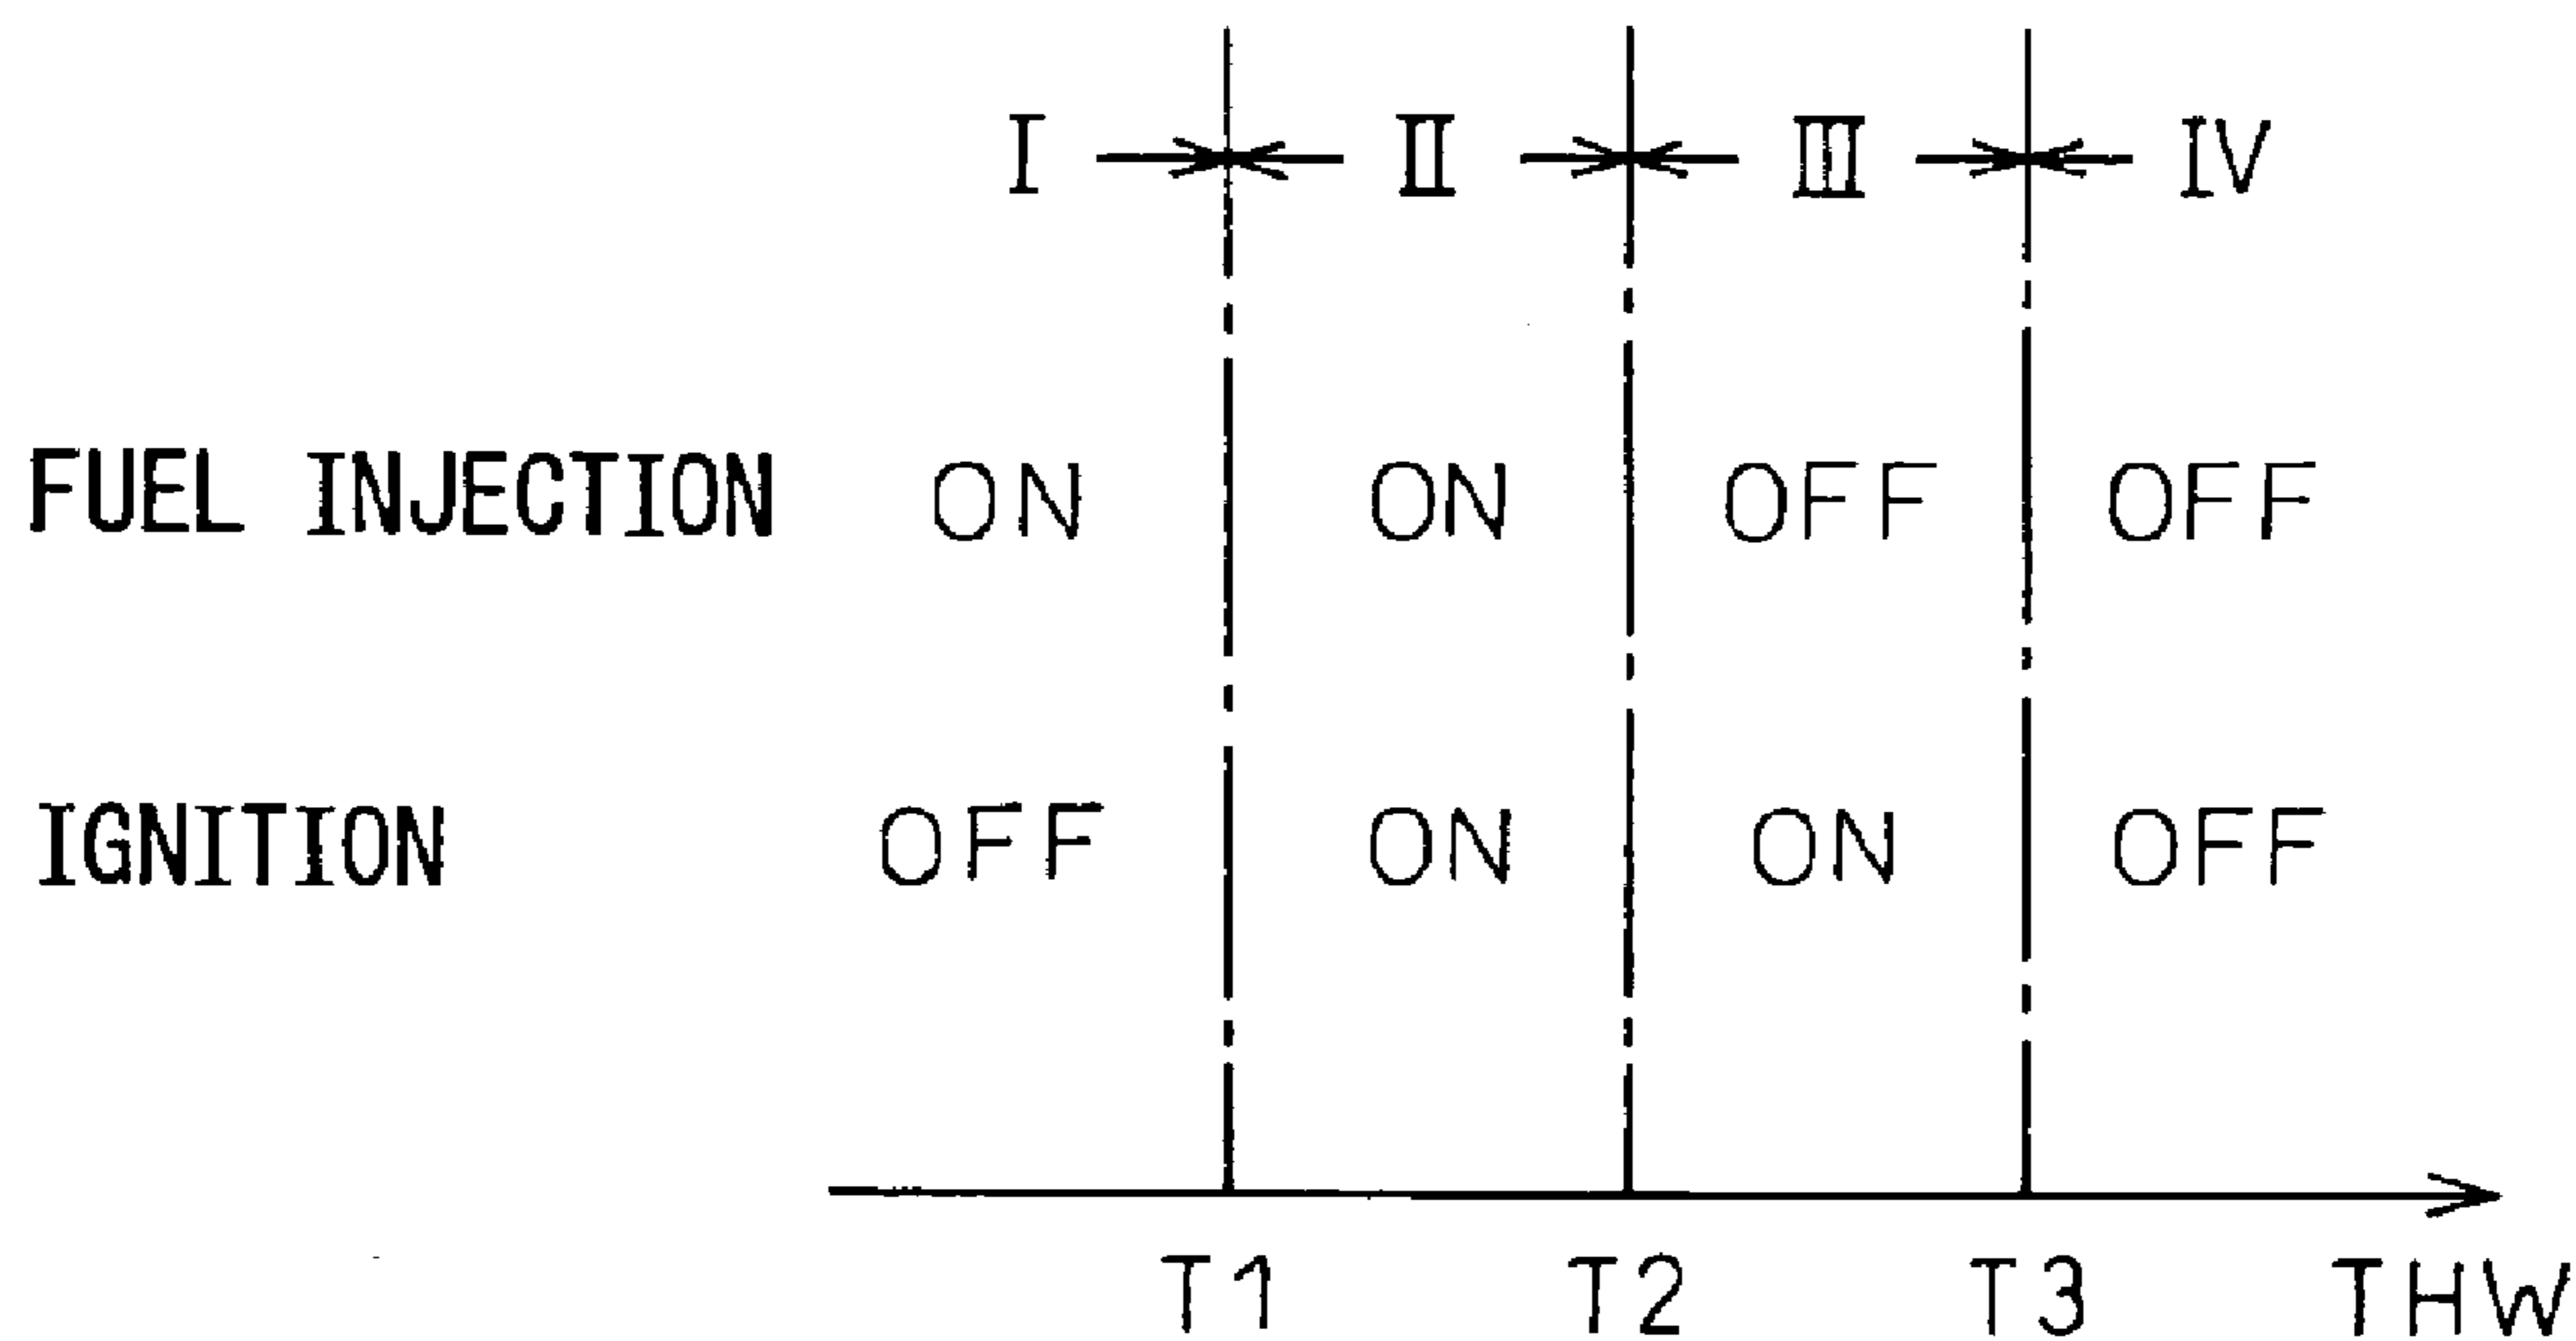 I II III IV
FUEL INJECTION ON ON OFF OFF
IGNITION OFF ON ON OFF
T1 T2 T3 THW